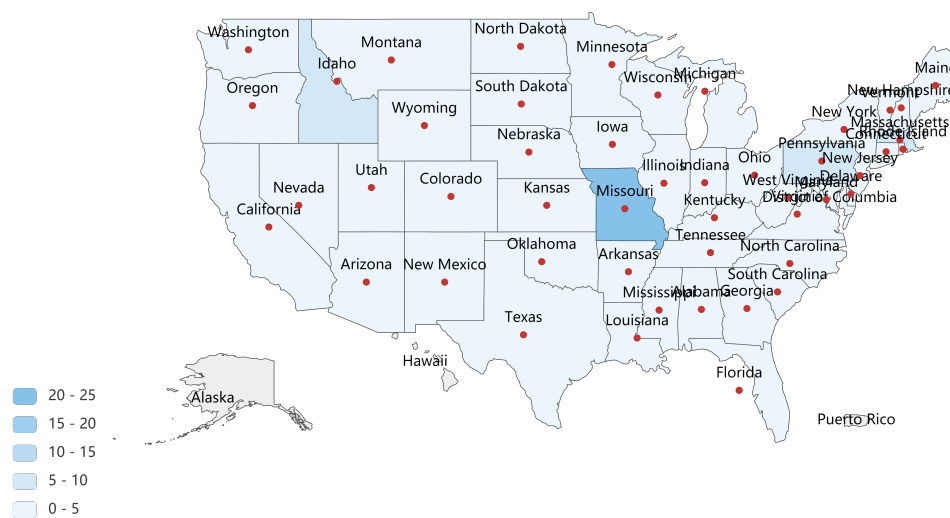 Washington
Montana
North Dakota
Minnesota
Idaho
Wisconsin
Michigan
Maine
Oregon
Wyoming
South Dakota
New Hampshire
Vermont
New York
Massachusetts
Rhode Island
Connecticut
Nebraska
Iowa
Pennsylvania
Illinois
Indiana
Ohio
New Jersey
Utah
Colorado
Kansas
Missouri
West Virginia
Maryland
Delaware
Nevada
Kentucky
Virginia
District of Columbia
California
Tennessee
Oklahoma
Arkansas
North Carolina
Arizona
New Mexico
South Carolina
Mississippi
Alabama
Georgia
Texas
Louisiana
Hawaii
Florida
Alaska
Puerto Rico
20 - 25
15 - 20
10 - 15
5 - 10
0 - 5